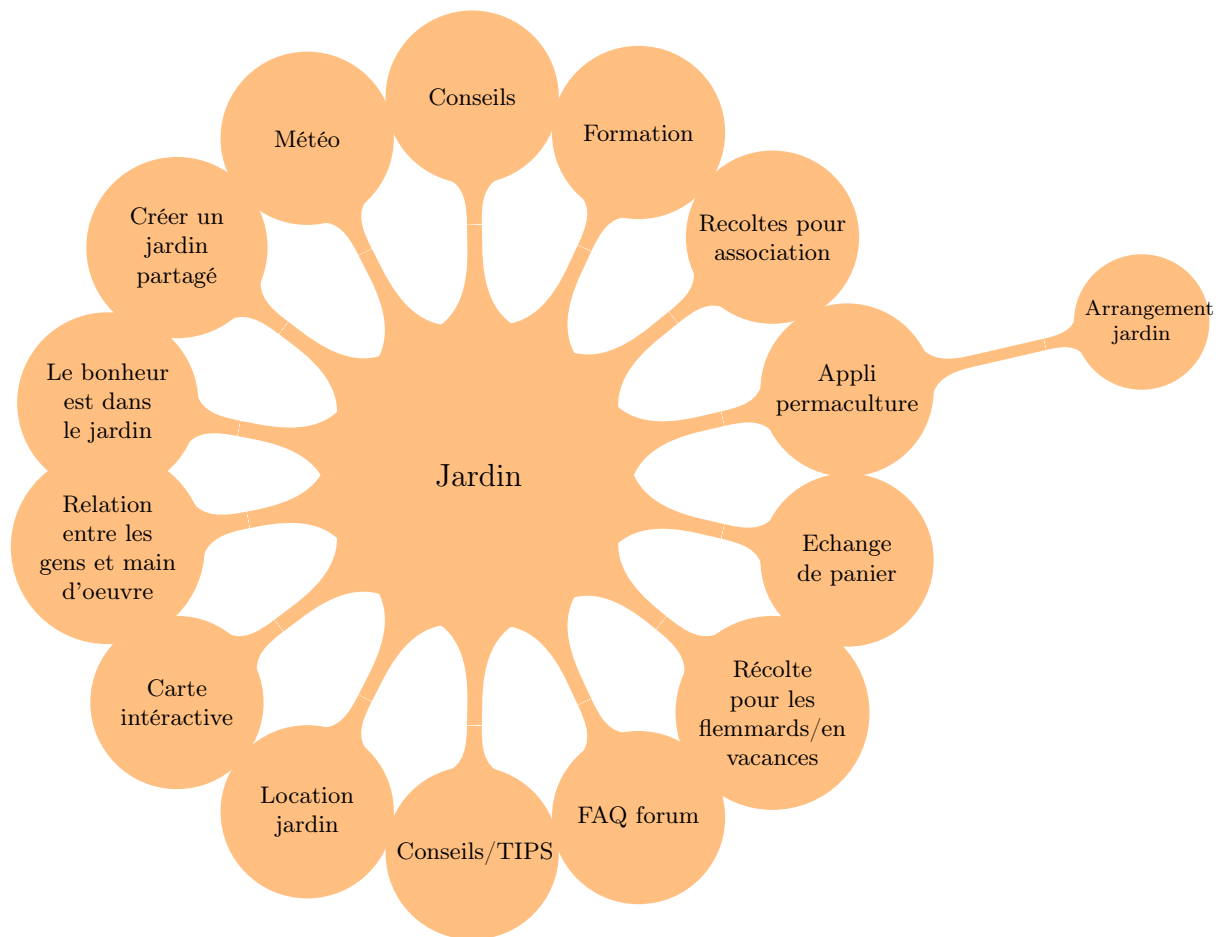 Conseils
Formation
Météo
Recoltes pour
association
Créer un
jardin
partagé
Arrangement
jardin
Appli
permaculture
Le bonheur
est dans
le jardin
Jardin
Relation
entre les
gens et main
d'oeuvre
Echange
de panier
Carte
intéractive
Récolte
pour les
flemmards/en
vacances
Location
jardin
FAQ forum
Conseils/TIPS